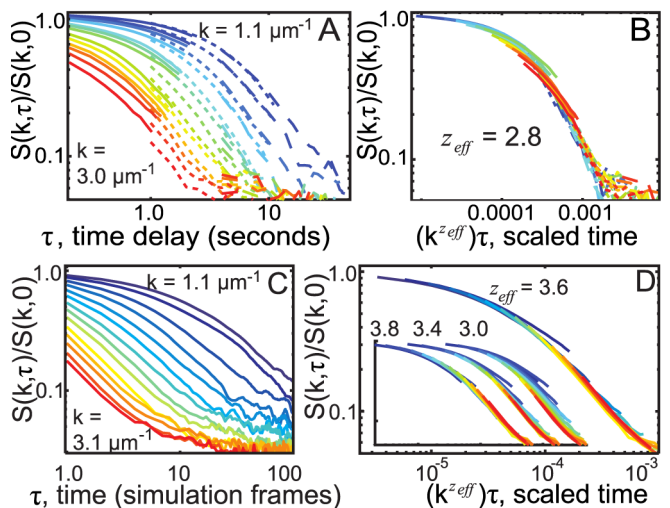 A
k = 1.1 μm⁻¹
S(k,τ)/S(k,0)
1.0
0.1
k =
3.0 μm⁻¹
1.0
10
τ, time delay (seconds)
B
S(k,τ)/S(k,0)
1.0
0.1
z_eff = 2.8
0.0001
0.001
(k^z_eff)τ, scaled time
C
k = 1.1 μm⁻¹
S(k,τ)/S(k,0)
1.0
0.1
k =
3.1 μm⁻¹
1.0
10
100
τ, time (simulation frames)
D
z_eff = 3.6
S(k,τ)/S(k,0)
1.0
0.1
3.8 3.4 3.0
10⁻⁵
10⁻⁴
10⁻³
(k^z_eff)τ, scaled time